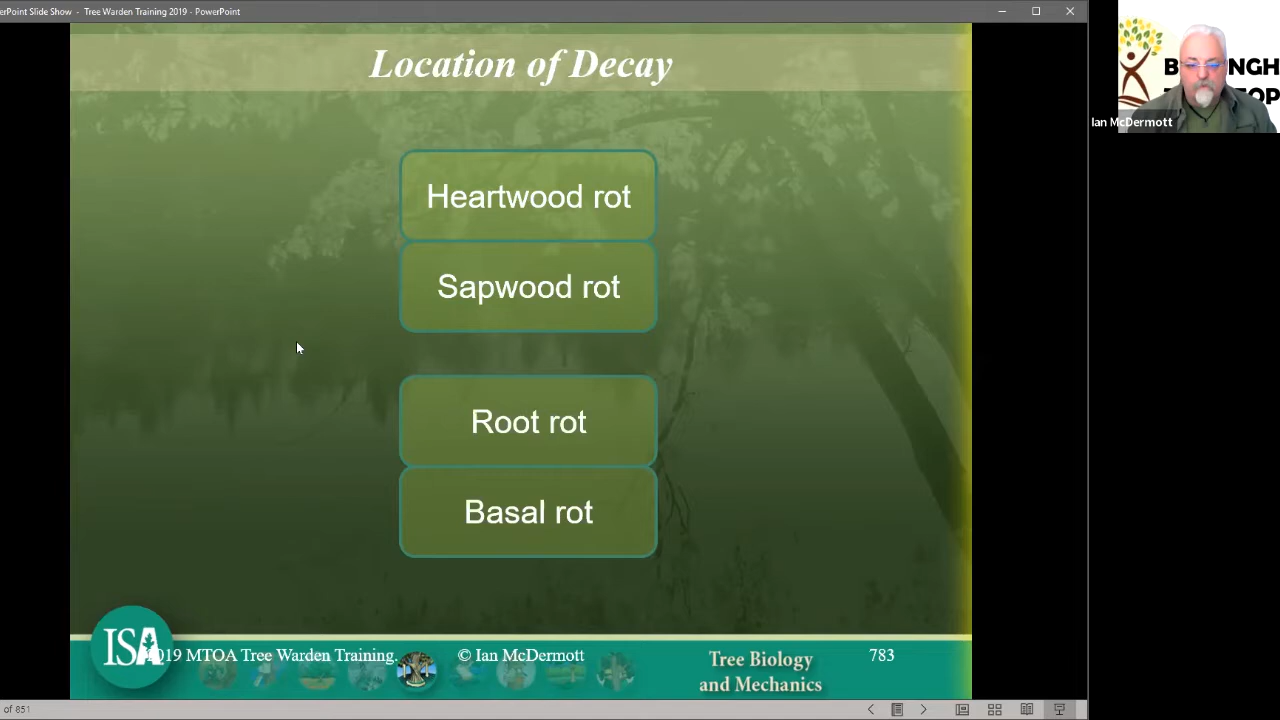 PowerPoint Slide Show - Tree Warden Training 2019 - PowerPoint
Location of Decay
Heartwood rot
Sapwood rot
Root rot
Basal rot
ISA
2019 MTOA Tree Warden Training.
© Ian McDermott
Tree Biology
and Mechanics
783
of 851
Ian McDermott